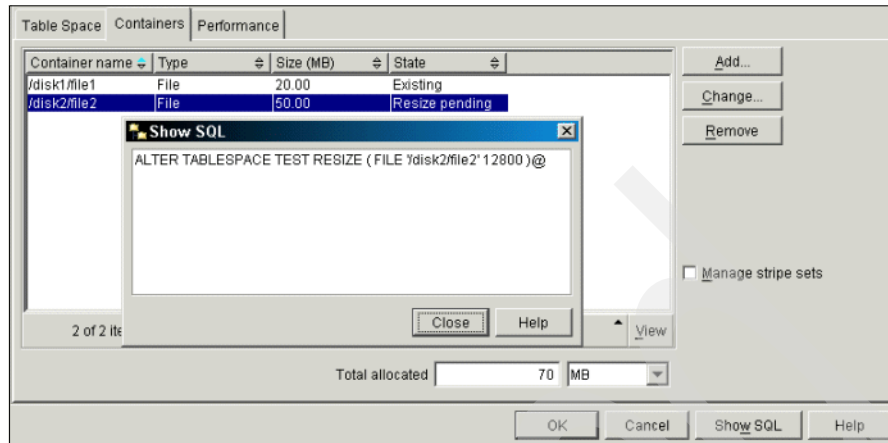 Table Space Containers Performance
Container name Type Size (MB) State
/disk1/file1 File 20.00 Existing
/disk2/file2 File 50.00 Resize pending
Add...
Change...
Remove
Show SQL
ALTER TABLESPACE TEST RESIZE ( FILE '/disk2/file2' 12800 )@
Manage stripe sets
Close Help
2 of 2 ite
View
Total allocated 70 MB
OK Cancel Show SQL Help